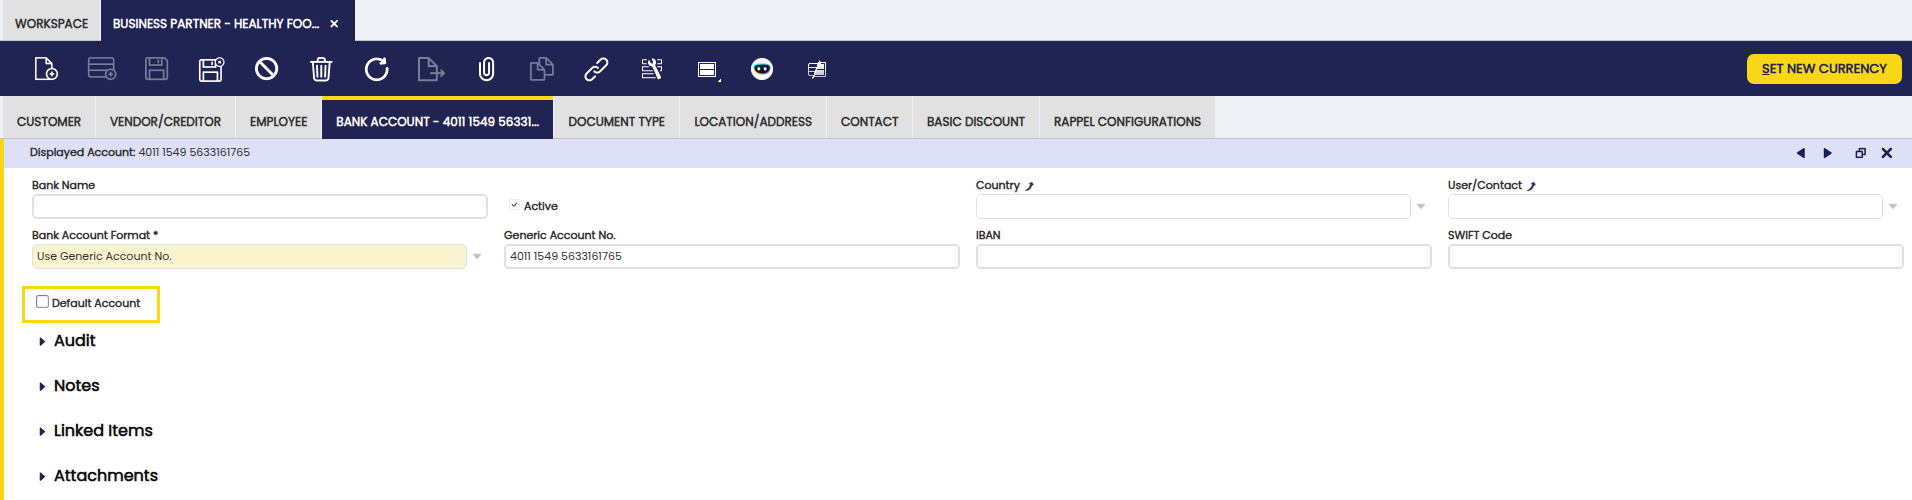 WORKSPACE
BUSINESS PARTNER - HEALTHY FOO...
SET NEW CURRENCY
CUSTOMER
VENDOR/CREDITOR
EMPLOYEE
BANK ACCOUNT - 4011 1549 56331...
DOCUMENT TYPE
LOCATION/ADDRESS
CONTACT
BASIC DISCOUNT
RAPPEL CONFIGURATIONS
Displayed Account: 4011 1549 5633161765
Bank Name
Active
Country
User/Contact
Bank Account Format *
Use Generic Account No.
Generic Account No.
4011 1549 5633161765
IBAN
SWIFT Code
Default Account
Audit
Notes
Linked Items
Attachments